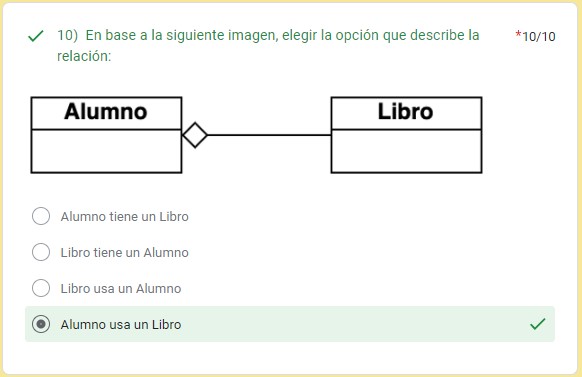 10) En base a la siguiente imagen, elegir la opción que describe la
*10/10
relación:
Alumno
Libro
Alumno tiene un Libro
Libro tiene un Alumno
Libro usa un Alumno
Alumno usa un Libro